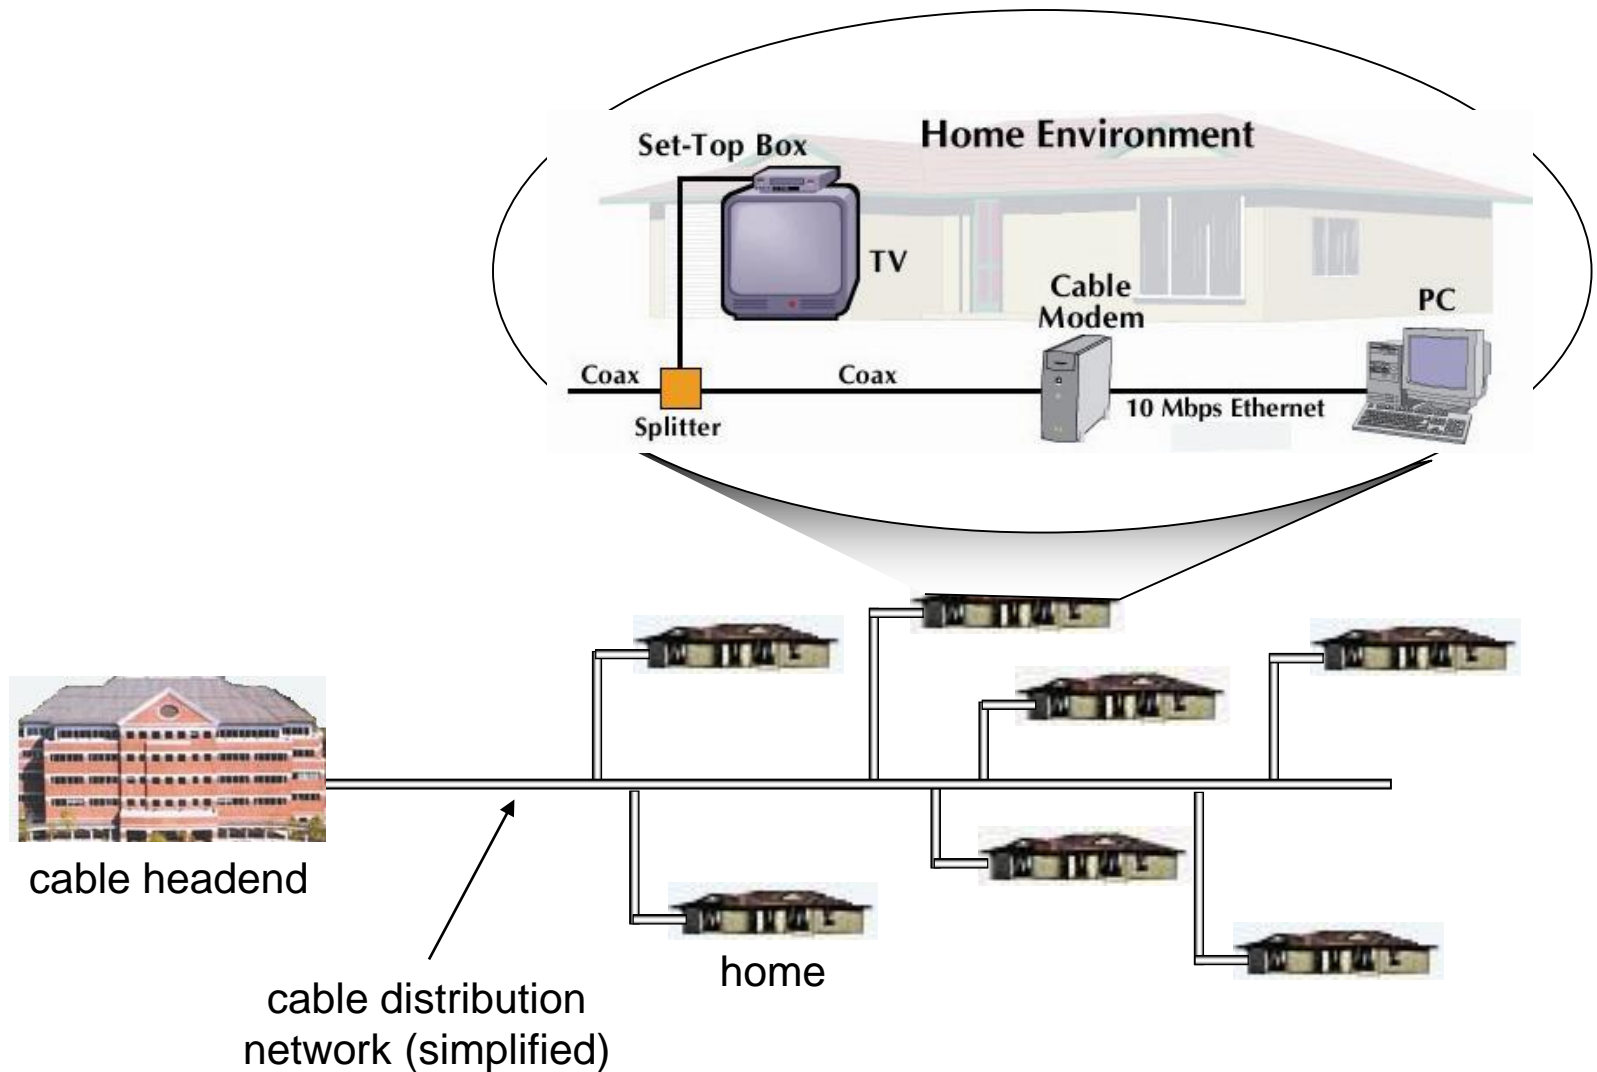 Home Environment
Set-Top Box
TV
Cable
Modem
PC
Coax
Coax
10 Mbps Ethernet
Splitter
cable headend
home
cable distribution
network (simplified)